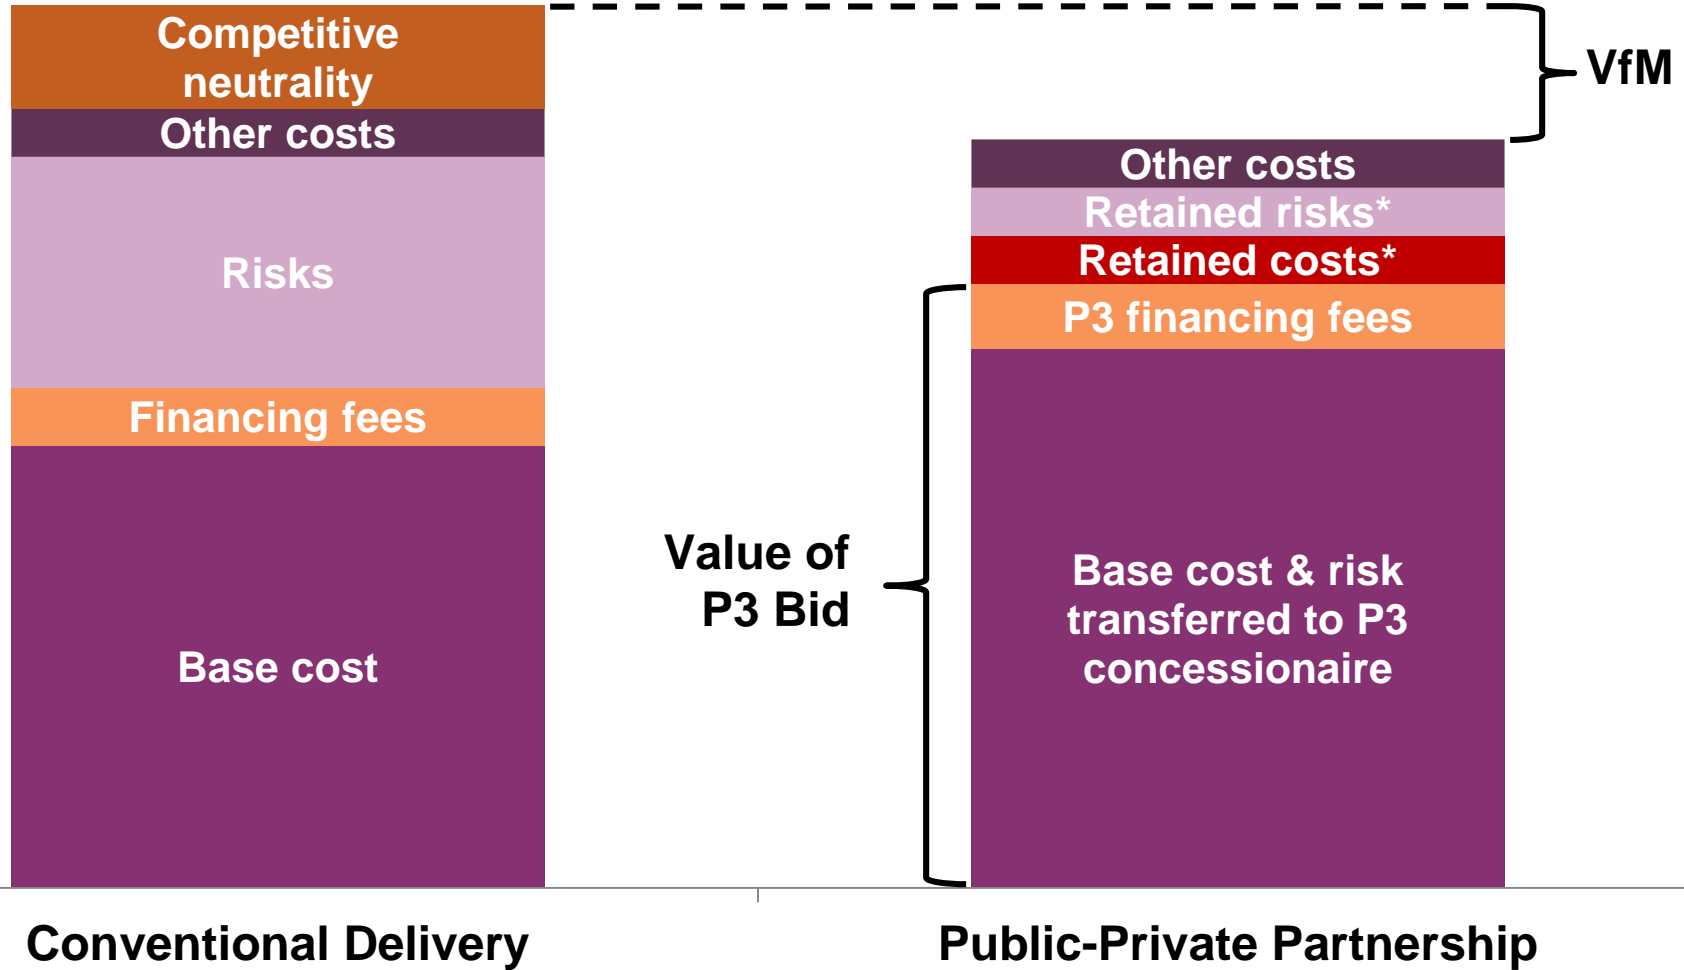 Competitive
neutrality
Other costs
Risks
Financing fees
Base cost
VfM
Other costs
Retained risks*
Retained costs*
P3 financing fees
Value of
P3 Bid
Base cost & risk
transferred to P3
concessionaire
Conventional Delivery
Public-Private Partnership